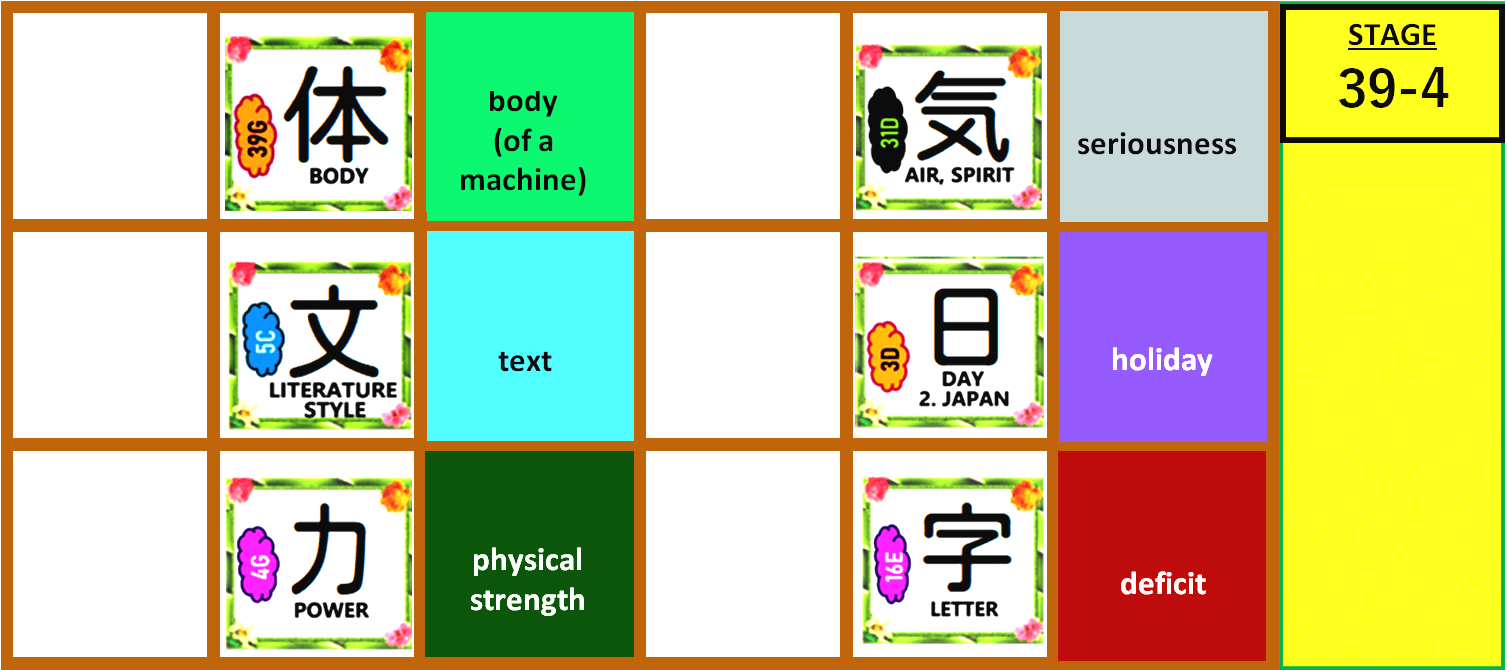 39G
体
BODY
body
(of a
machine)
31D
気
AIR, SPIRIT
seriousness
STAGE
39-4
5C
文
LITERATURE
STYLE
text
3D
日
DAY
2. JAPAN
holiday
4G
力
POWER
physical
strength
16E
字
LETTER
deficit